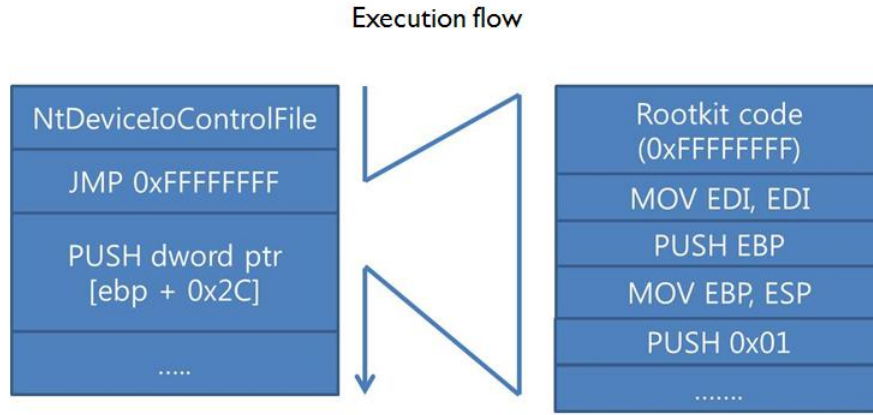 Execution flow
NtDeviceIoControlFile
JMP 0xFFFFFFFF
PUSH dword ptr
[ebp + 0x2C]
.....
Rootkit code
(0xFFFFFFFF)
MOV EDI, EDI
PUSH EBP
MOV EBP, ESP
PUSH 0x01
.......